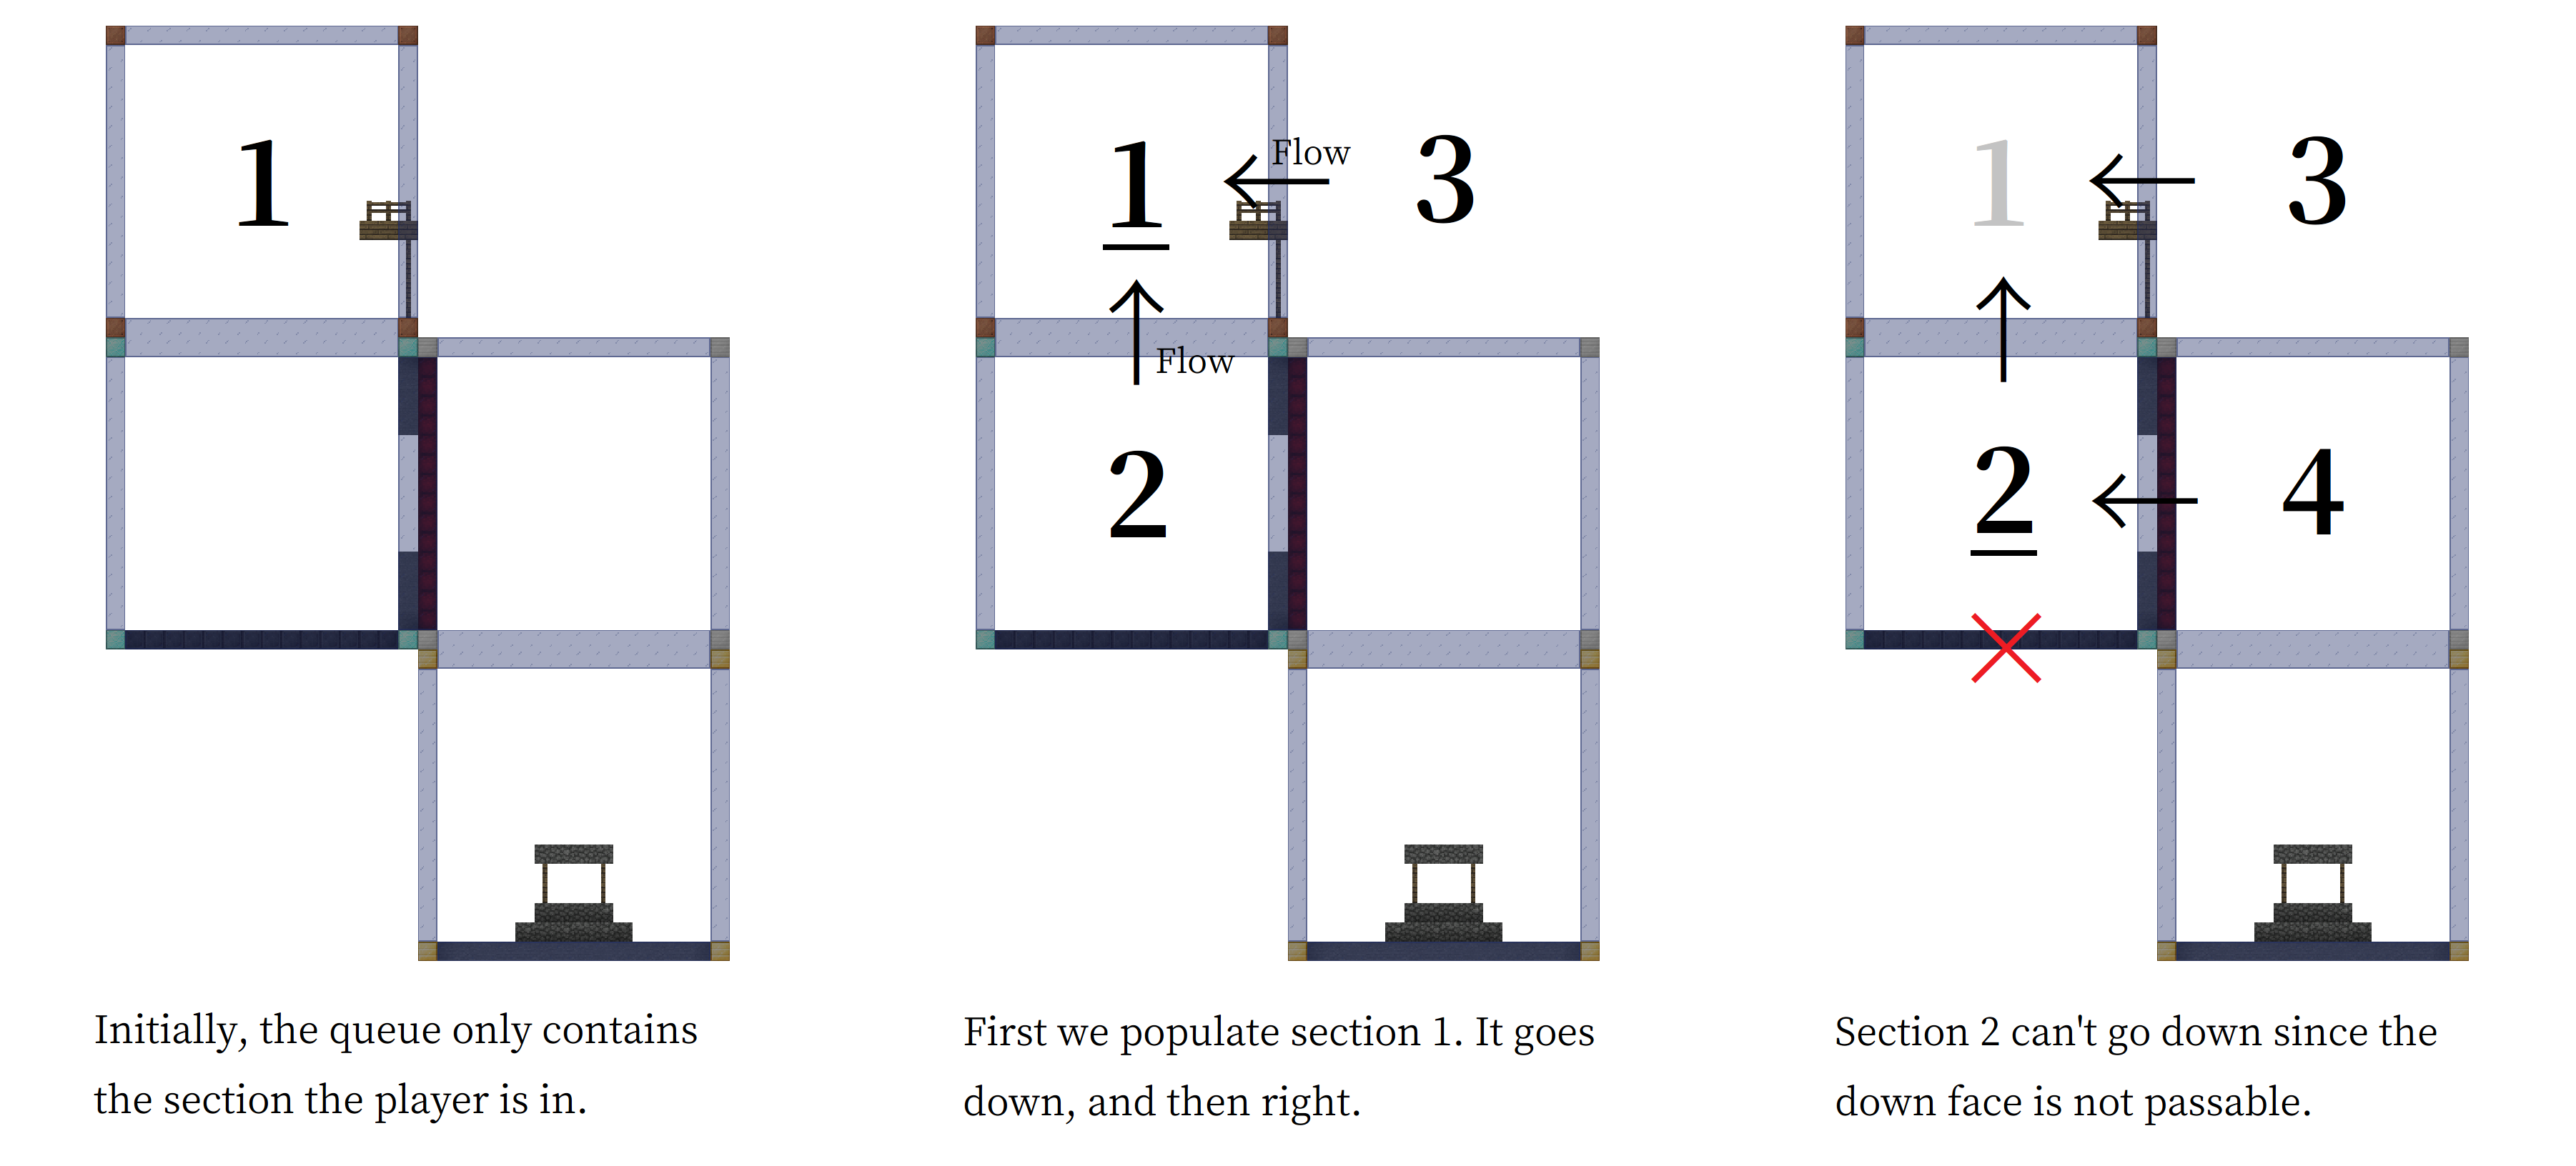 1
Initially, the queue only contains
the section the player is in.
1
Flow
3
Flow
2
First we populate section 1. It goes
down, and then right.
1
3
2
4
Section 2 can't go down since the
down face is not passable.